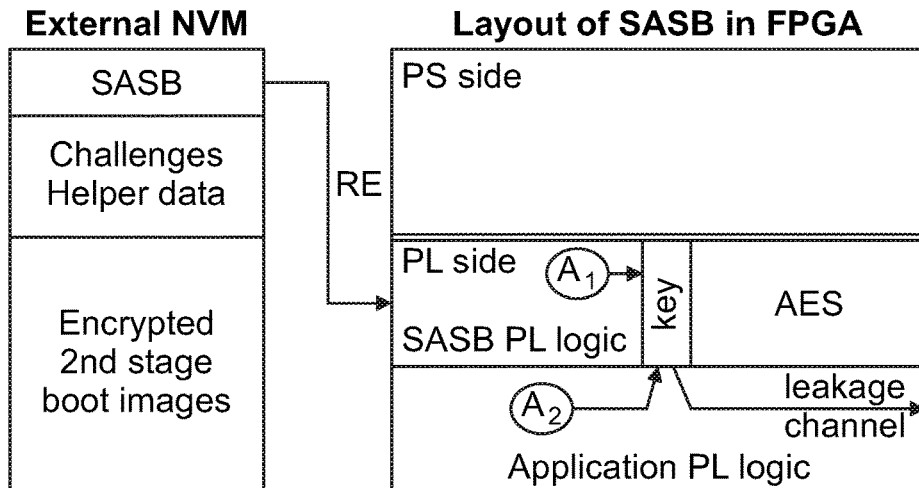 External NVM
SASB
Challenges
Helper data
Encrypted
2nd stage
boot images
RE
Layout of SASB in FPGA
PS side
PL side
A1
key
AES
SASB PL logic
A2
leakage
channel
Application PL logic